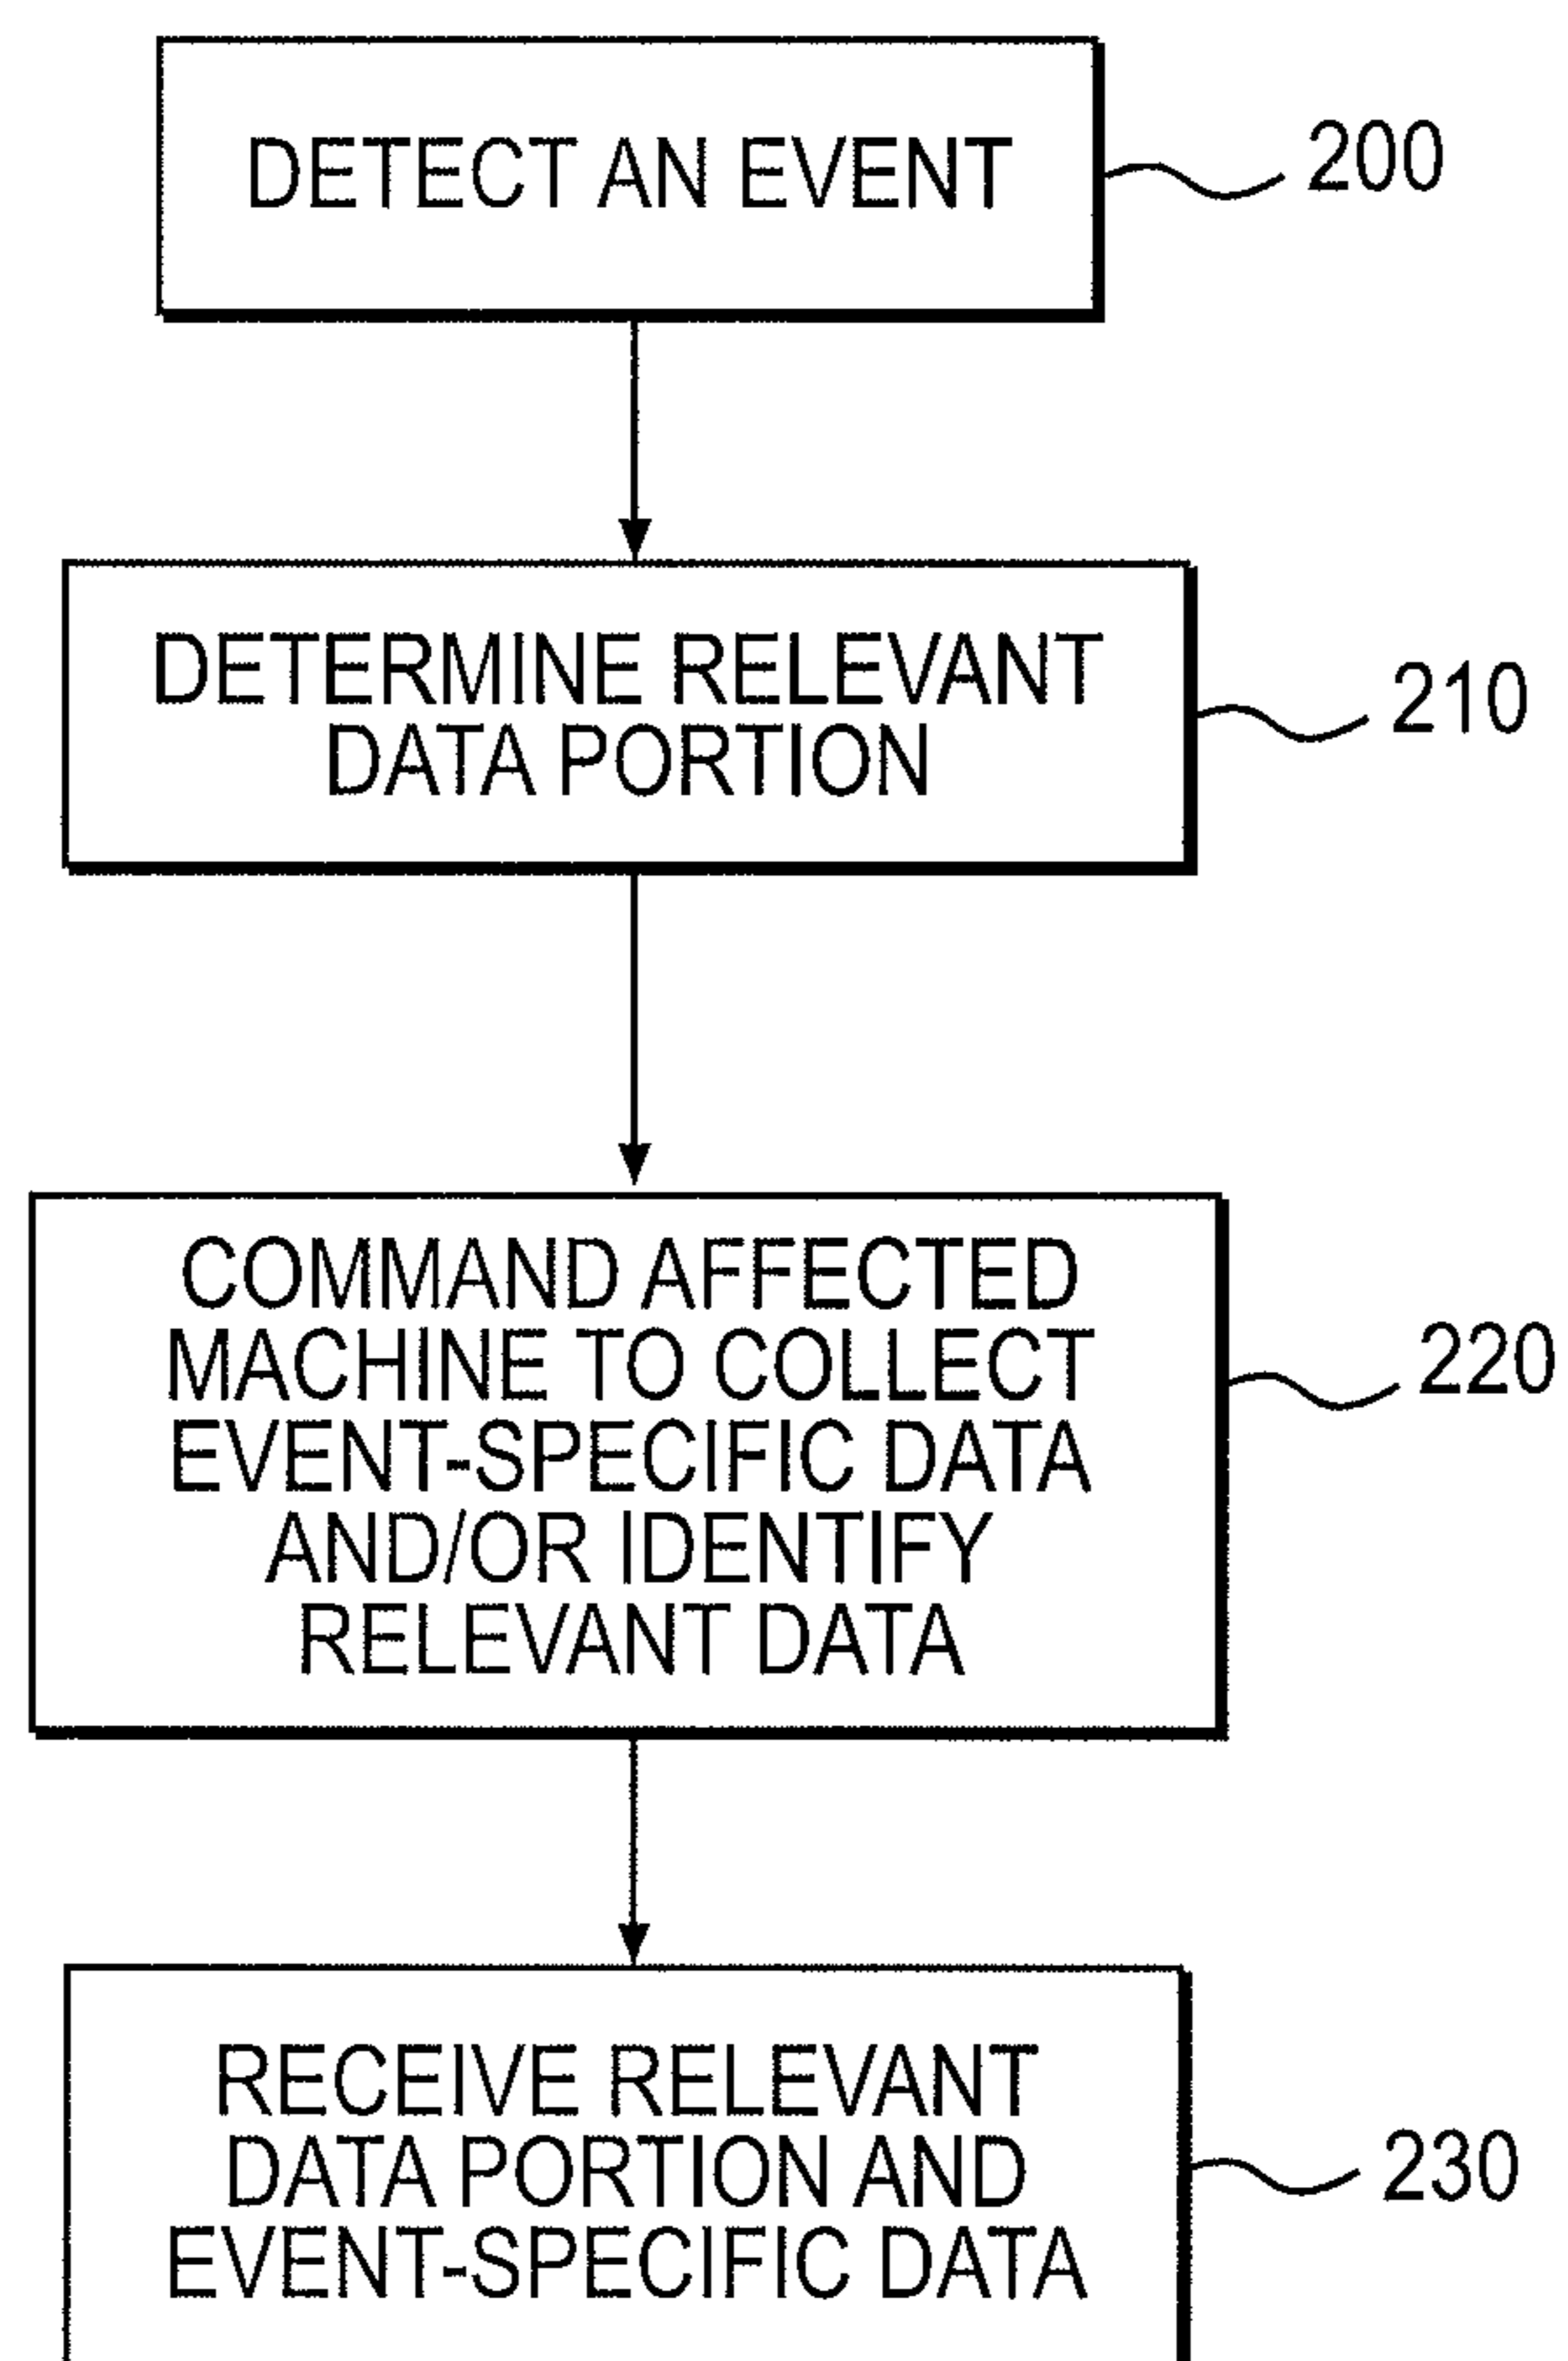 DETECT AN EVENT
200
DETERMINE RELEVANT
DATA PORTION
210
COMMAND AFFECTED
MACHINE TO COLLECT
EVENT-SPECIFIC DATA
AND/OR IDENTIFY
RELEVANT DATA
220
RECEIVE RELEVANT
DATA PORTION AND
EVENT-SPECIFIC DATA
230